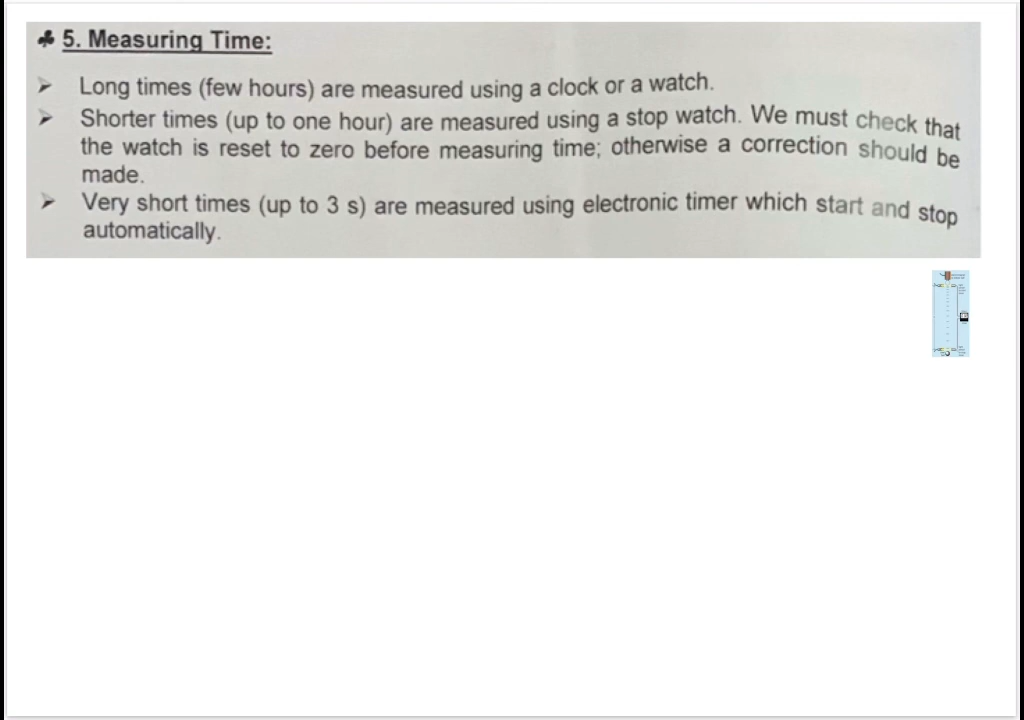 ♣ 5. Measuring Time:
➢ Long times (few hours) are measured using a clock or a watch.
➢ Shorter times (up to one hour) are measured using a stop watch. We must check that
the watch is reset to zero before measuring time; otherwise a correction should be
made.
➢ Very short times (up to 3 s) are measured using electronic timer which start and stop
automatically.